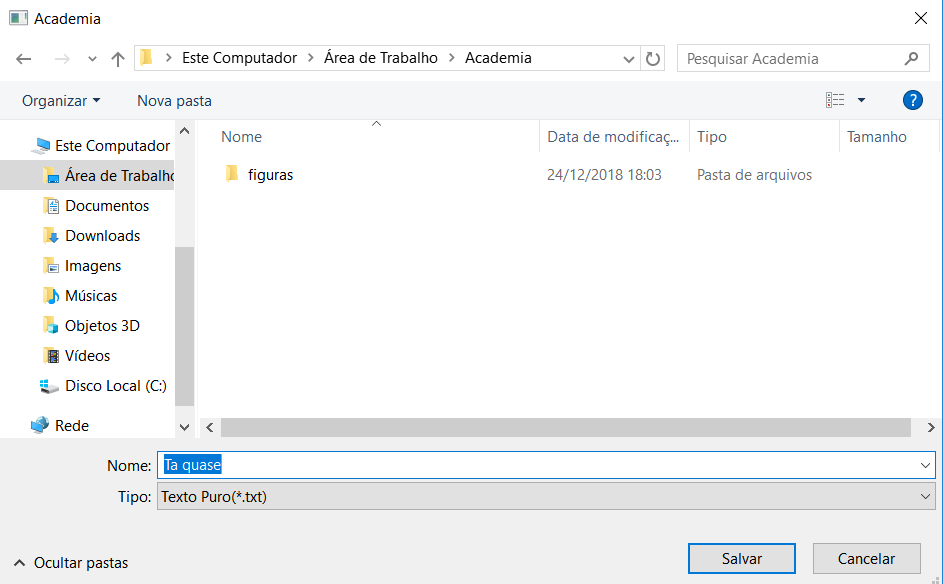 Academia
Este Computador > Área de Trabalho > Academia
Pesquisar Academia
Organizar
Nova pasta
?
Nome
Data de modificaç...
Tipo
Tamanho
figuras
24/12/2018 18:03
Pasta de arquivos
Este Computador
Área de Trabalho
Documentos
Downloads
Imagens
Músicas
Objetos 3D
Vídeos
Disco Local (C:)
Rede
Nome: Ta quase
Tipo: Texto Puro(*.txt)
Ocultar pastas
Salvar
Cancelar